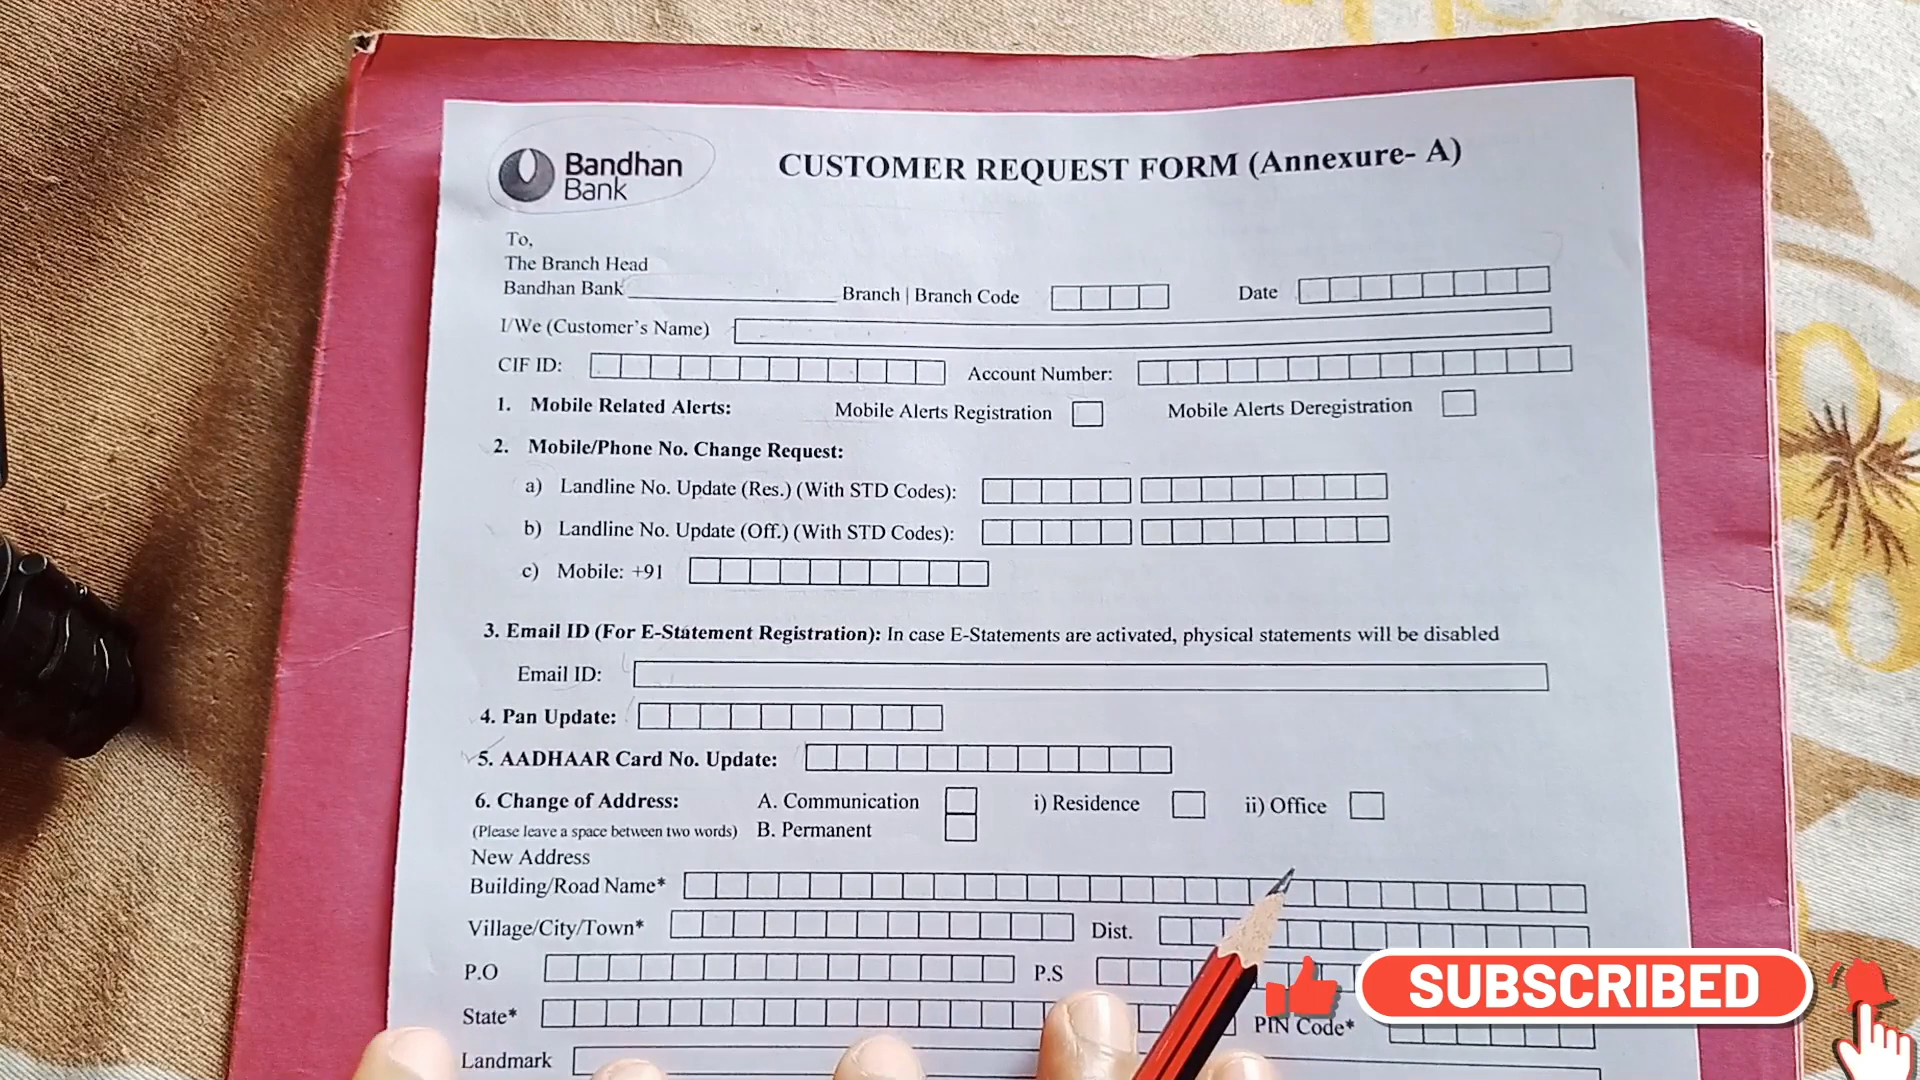 Bandhan
Bank
CUSTOMER REQUEST FORM (Annexure- A)
To,
The Branch Head
Bandhan Bank Branch | Branch Code Date
I/We (Customer's Name)
CIF ID: Account Number:
1. Mobile Related Alerts: Mobile Alerts Registration Mobile Alerts Deregistration
2. Mobile/Phone No. Change Request:
a) Landline No. Update (Res.) (With STD Codes):
b) Landline No. Update (Off.) (With STD Codes):
c) Mobile: +91
3. Email ID (For E-Statement Registration): In case E-Statements are activated, physical statements will be disabled
Email ID:
4. Pan Update:
5. AADHAAR Card No. Update:
6. Change of Address: A. Communication i) Residence ii) Office
(Please leave a space between two words) B. Permanent
New Address
Building/Road Name*
Village/City/Town* Dist.
P.O P.S
SUBSCRIBED
State* PIN Code*
Landmark